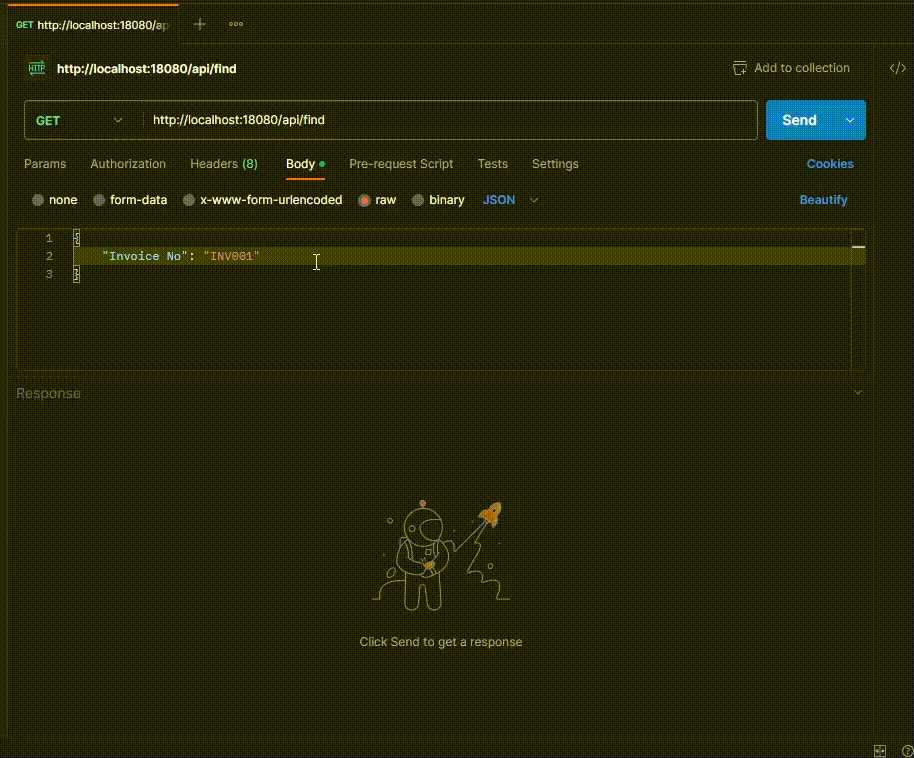 GET http://localhost:18080/ap
HTTP http://localhost:18080/api/find
Add to collection
</>
GET http://localhost:18080/api/find Send
Params Authorization Headers (8) Body Pre-request Script Tests Settings Cookies
none form-data x-www-form-urlencoded raw binary JSON Beautify
1 {
2 "Invoice No": "INV001"
3 }
Response
Click Send to get a response